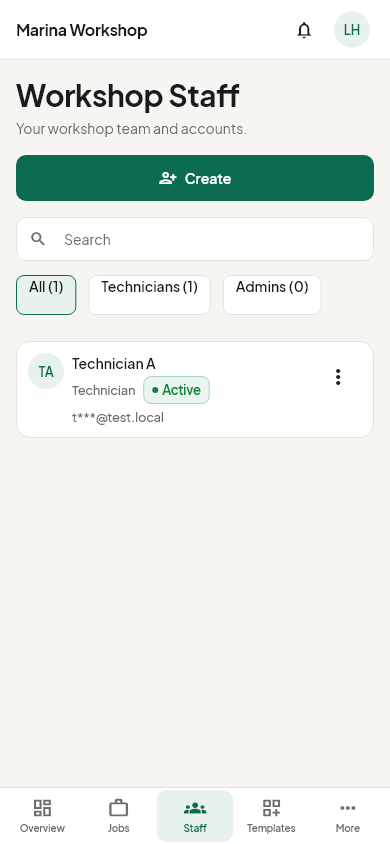 Marina Workshop
LH
Workshop Staff
Your workshop team and accounts.
Create
Search
All (1)
Technicians (1)
Admins (0)
TA
Technician A
Technician
Active
t***@test.local
Overview
Jobs
Staff
Templates
More